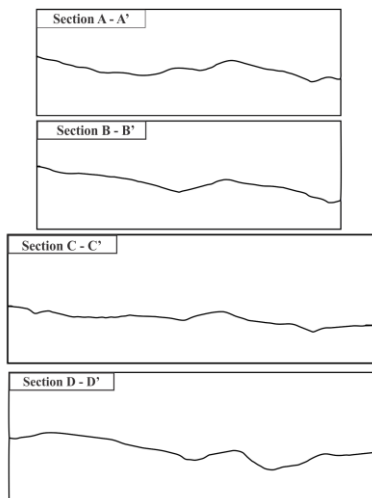 Section A - A'
Section B - B'
Section C - C'
Section D - D'